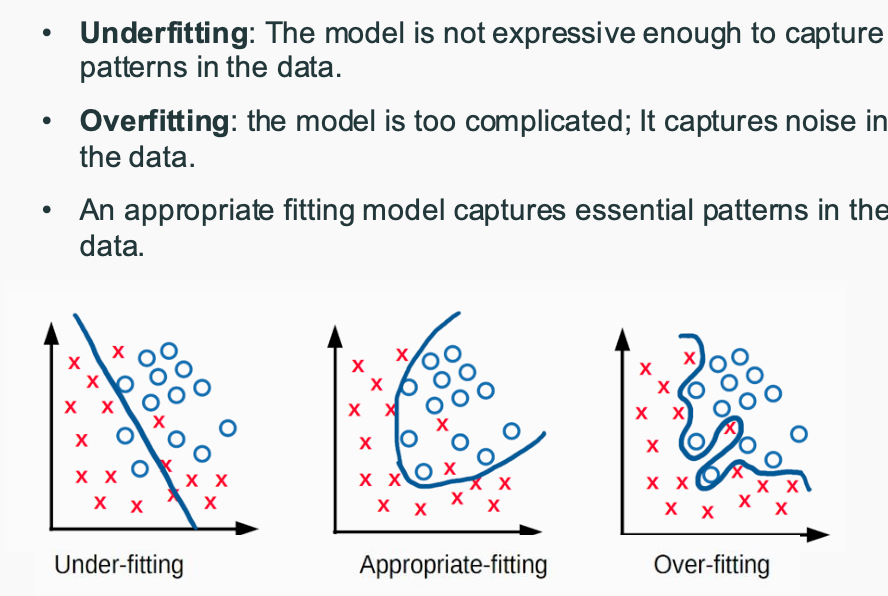 • Underfitting: The model is not expressive enough to capture
patterns in the data.
• Overfitting: the model is too complicated; It captures noise in
the data.
• An appropriate fitting model captures essential patterns in the
data.
Under-fitting
Appropriate-fitting
Over-fitting